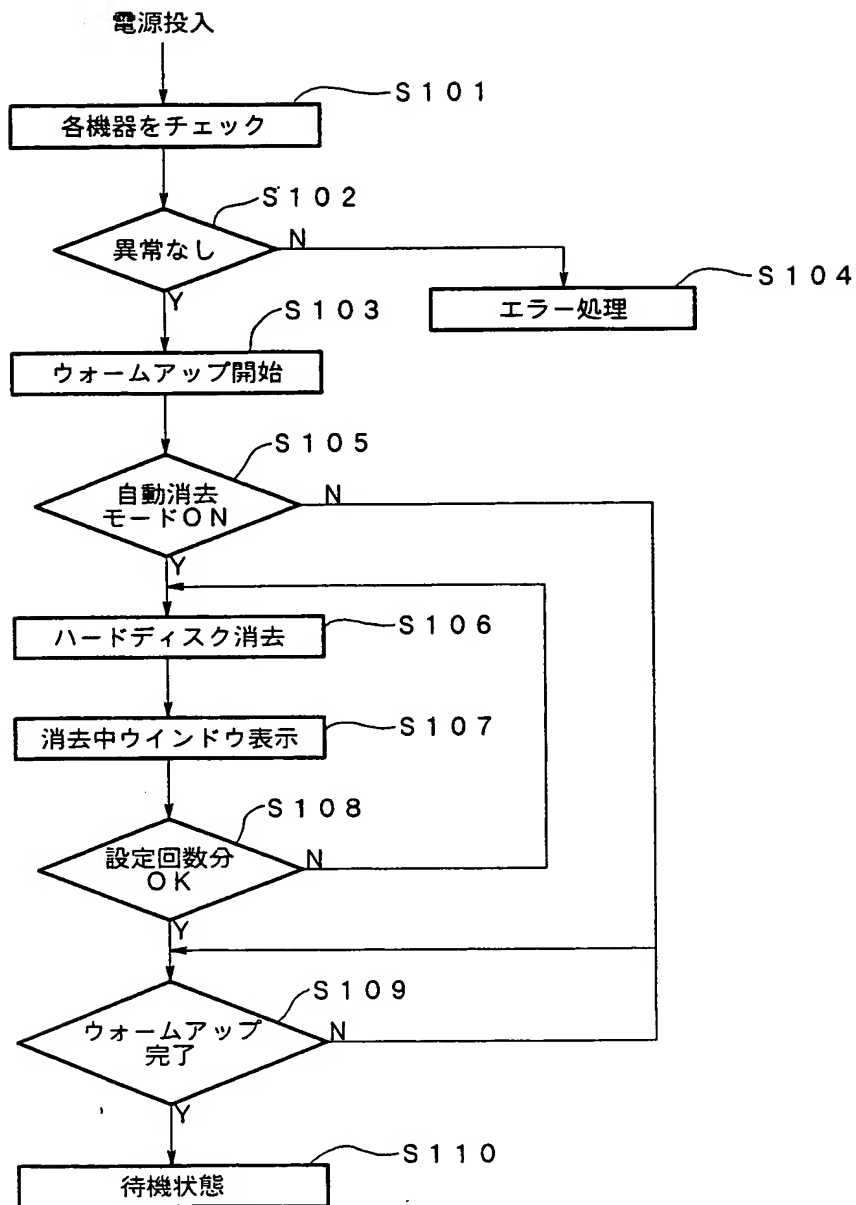 電源投入
S101
各機器をチェック
S102
異常なし
N
Y
S104
エラー処理
S103
ウォームアップ開始
S105
自動消去
モードON
N
Y
S106
ハードディスク消去
S107
消去中ウインドウ表示
S108
設定回数分
OK
N
Y
S109
ウォームアップ
完了
N
Y
S110
待機状態